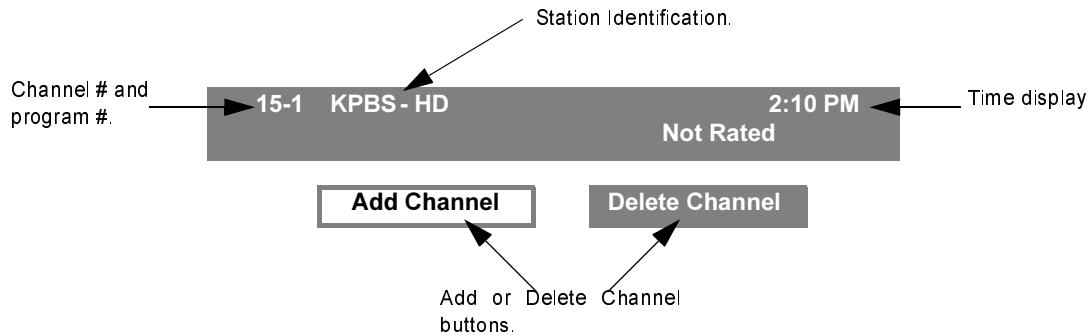 Station Identification.
Channel # and
program #.
15-1 KPBS - HD 2:10 PM
Time display
Not Rated
Add Channel Delete Channel
Add or Delete Channel
buttons.